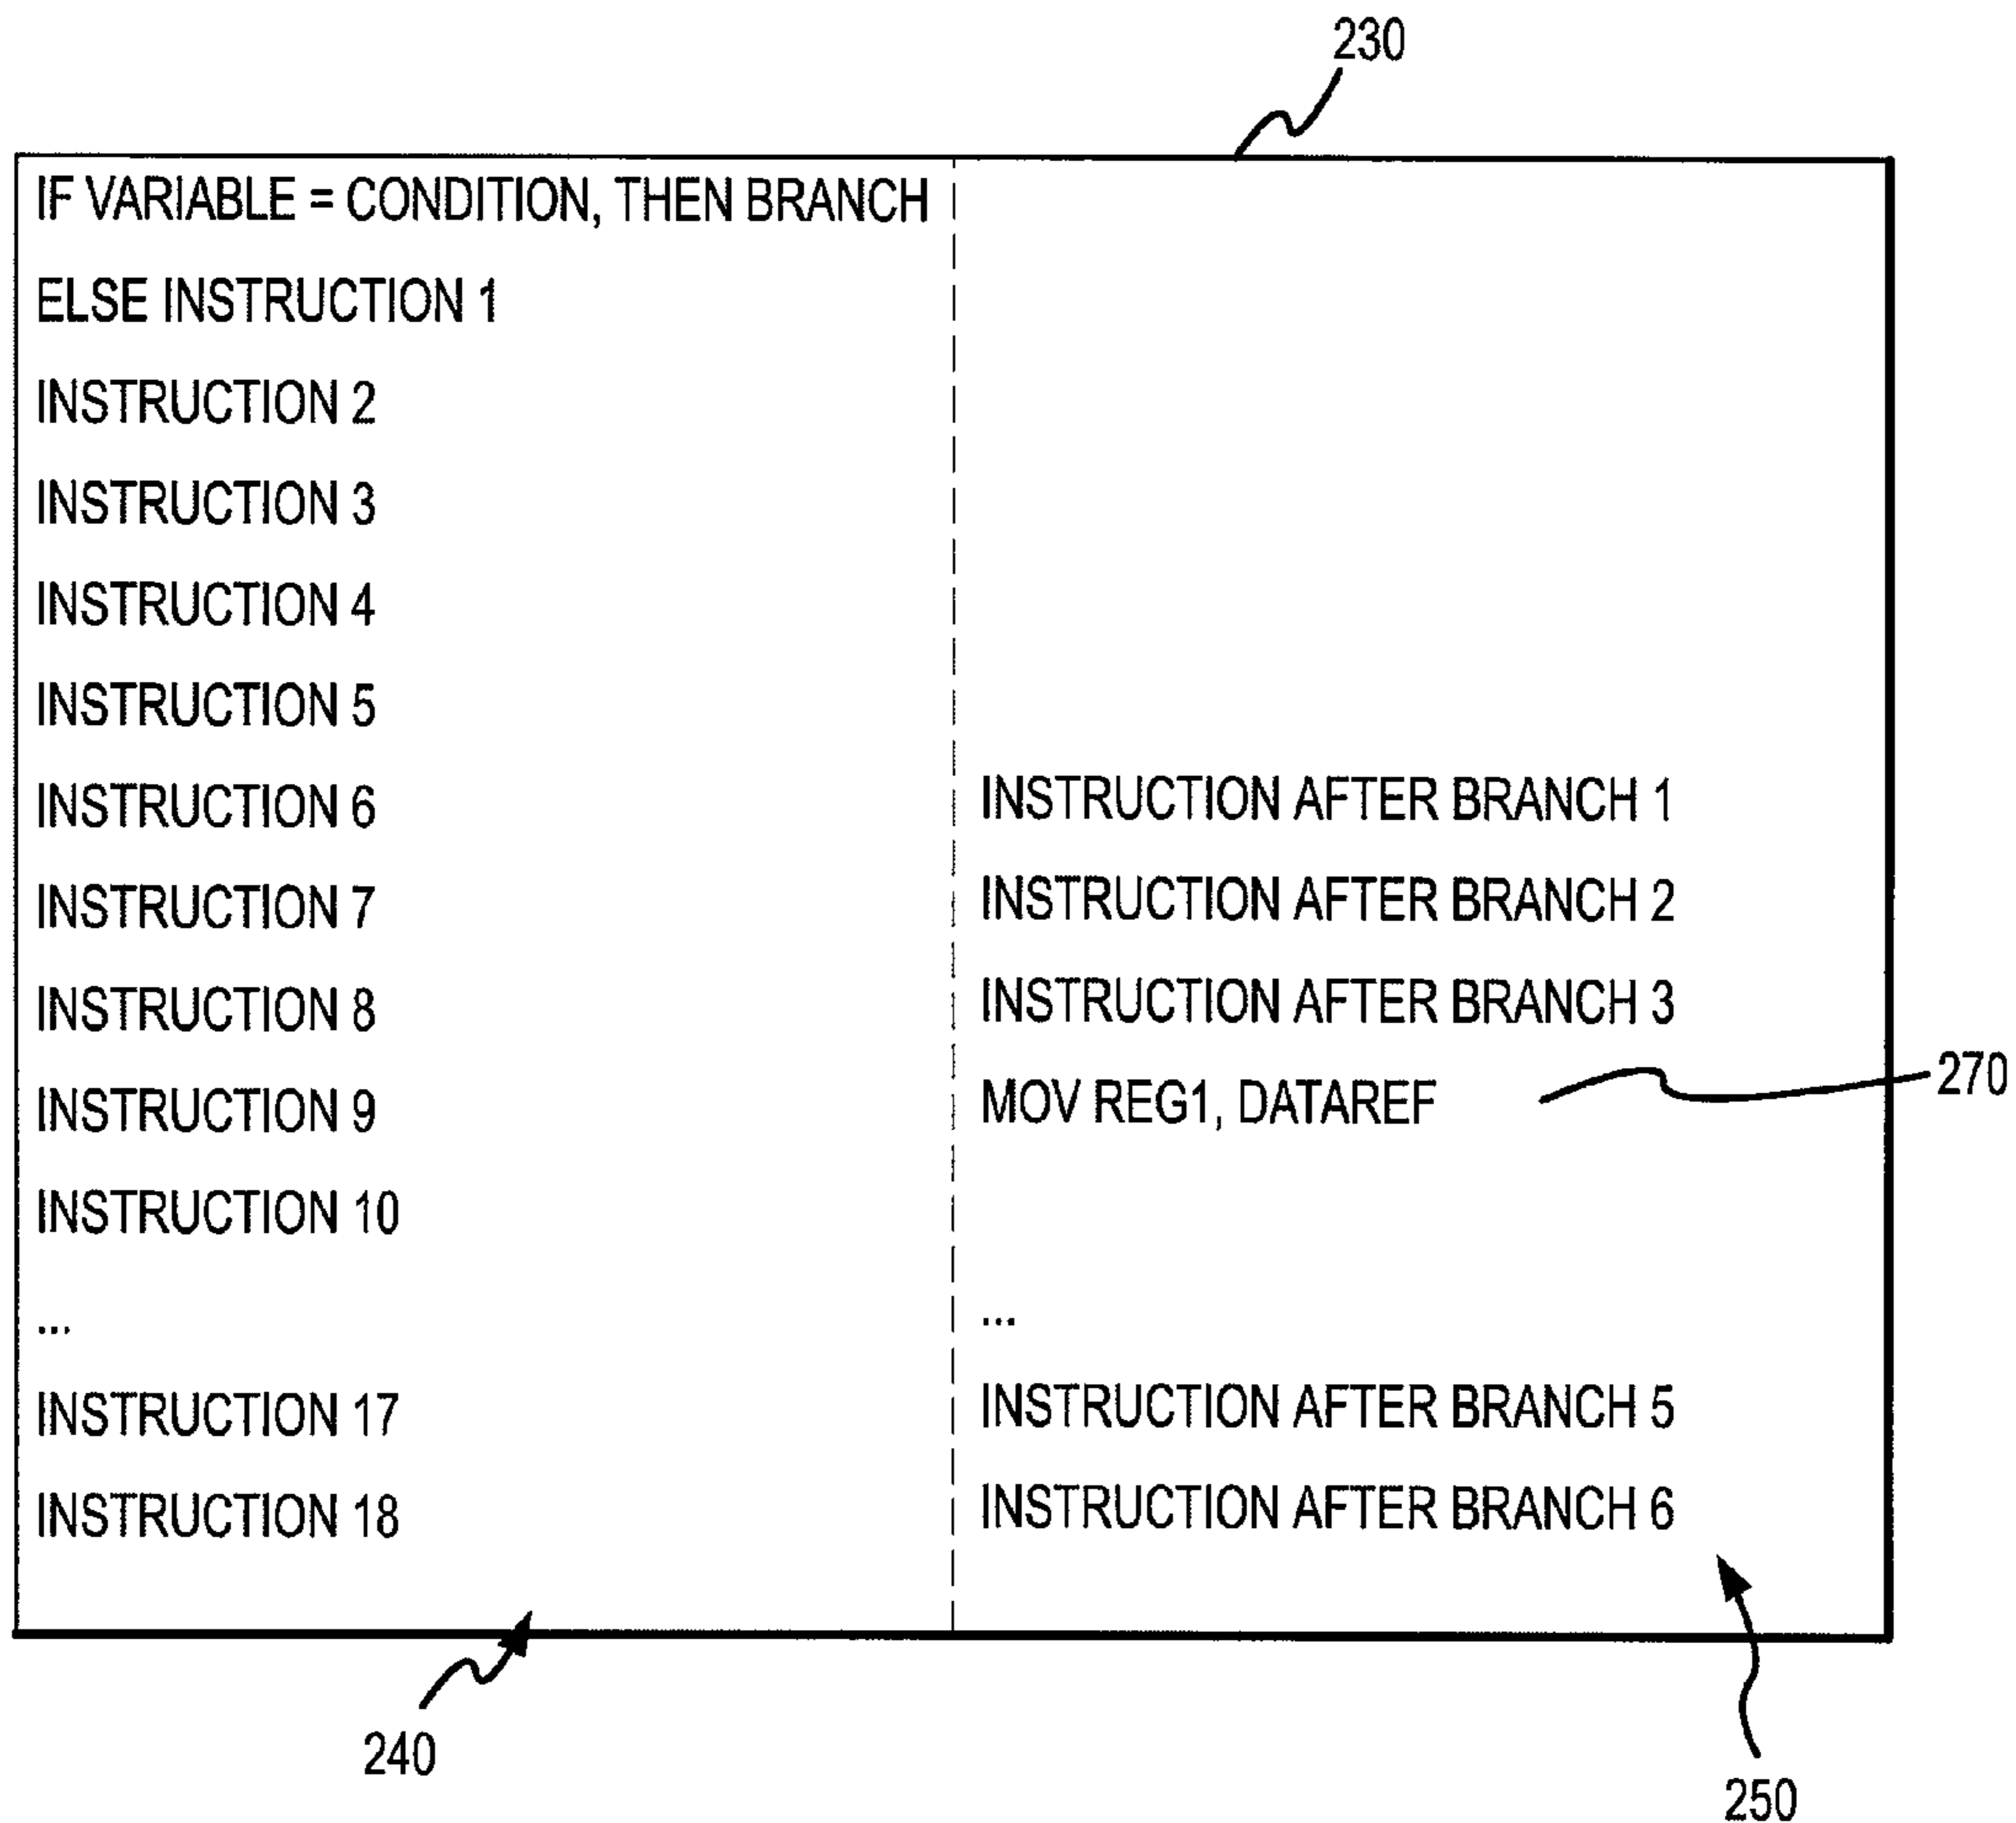 230
IF VARIABLE = CONDITION, THEN BRANCH
ELSE INSTRUCTION 1
INSTRUCTION 2
INSTRUCTION 3
INSTRUCTION 4
INSTRUCTION 5
INSTRUCTION 6
INSTRUCTION 7
INSTRUCTION 8
INSTRUCTION 9
INSTRUCTION 10
...
INSTRUCTION 17
INSTRUCTION 18
INSTRUCTION AFTER BRANCH 1
INSTRUCTION AFTER BRANCH 2
INSTRUCTION AFTER BRANCH 3
MOV REG1, DATAREF
270
...
INSTRUCTION AFTER BRANCH 5
INSTRUCTION AFTER BRANCH 6
240
250